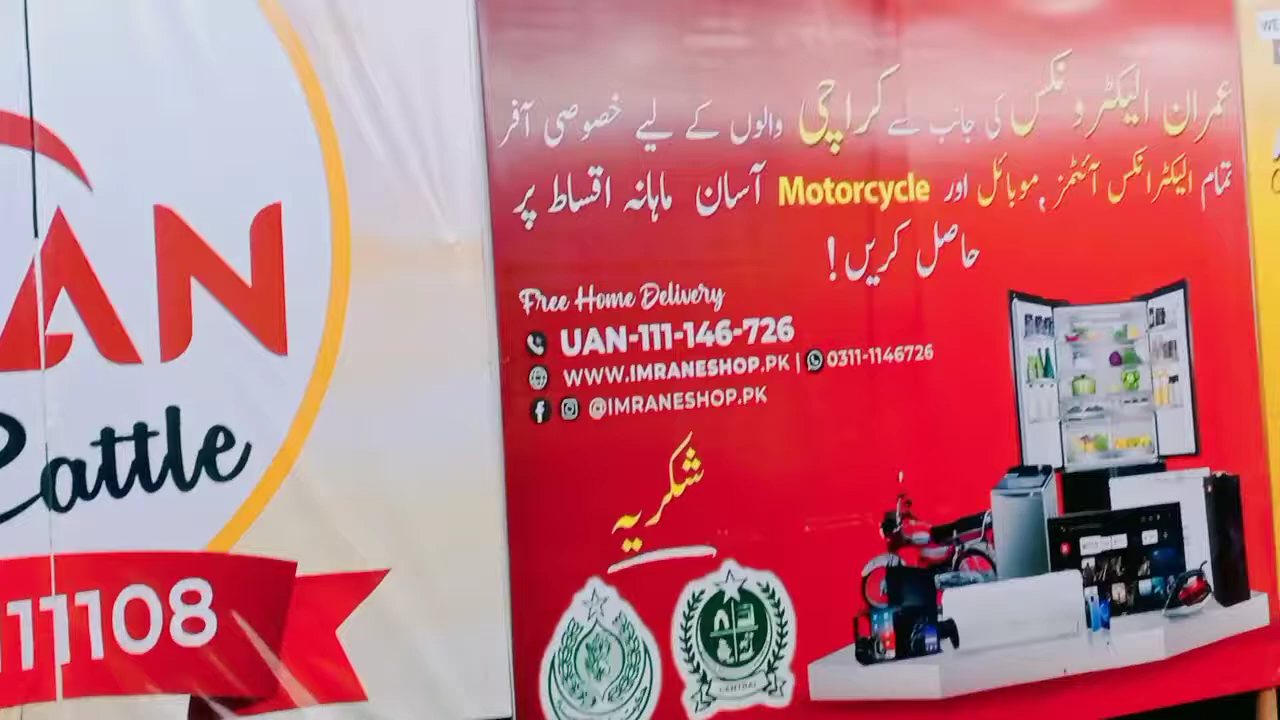 AN
Cattle
11108
عمران الیکٹرونکس کی جانب سے کراچی والوں کے لیے خصوصی آفر
تمام الیکٹرانکس آئٹمز, موبائل اور Motorcycle آسان ماہانہ اقساط پر
حاصل کریں!
Free Home Delivery
UAN-111-146-726
WWW.IMRANESHOP.PK | 0311-1146726
@IMRANESHOP.PK
شکریہ
WE